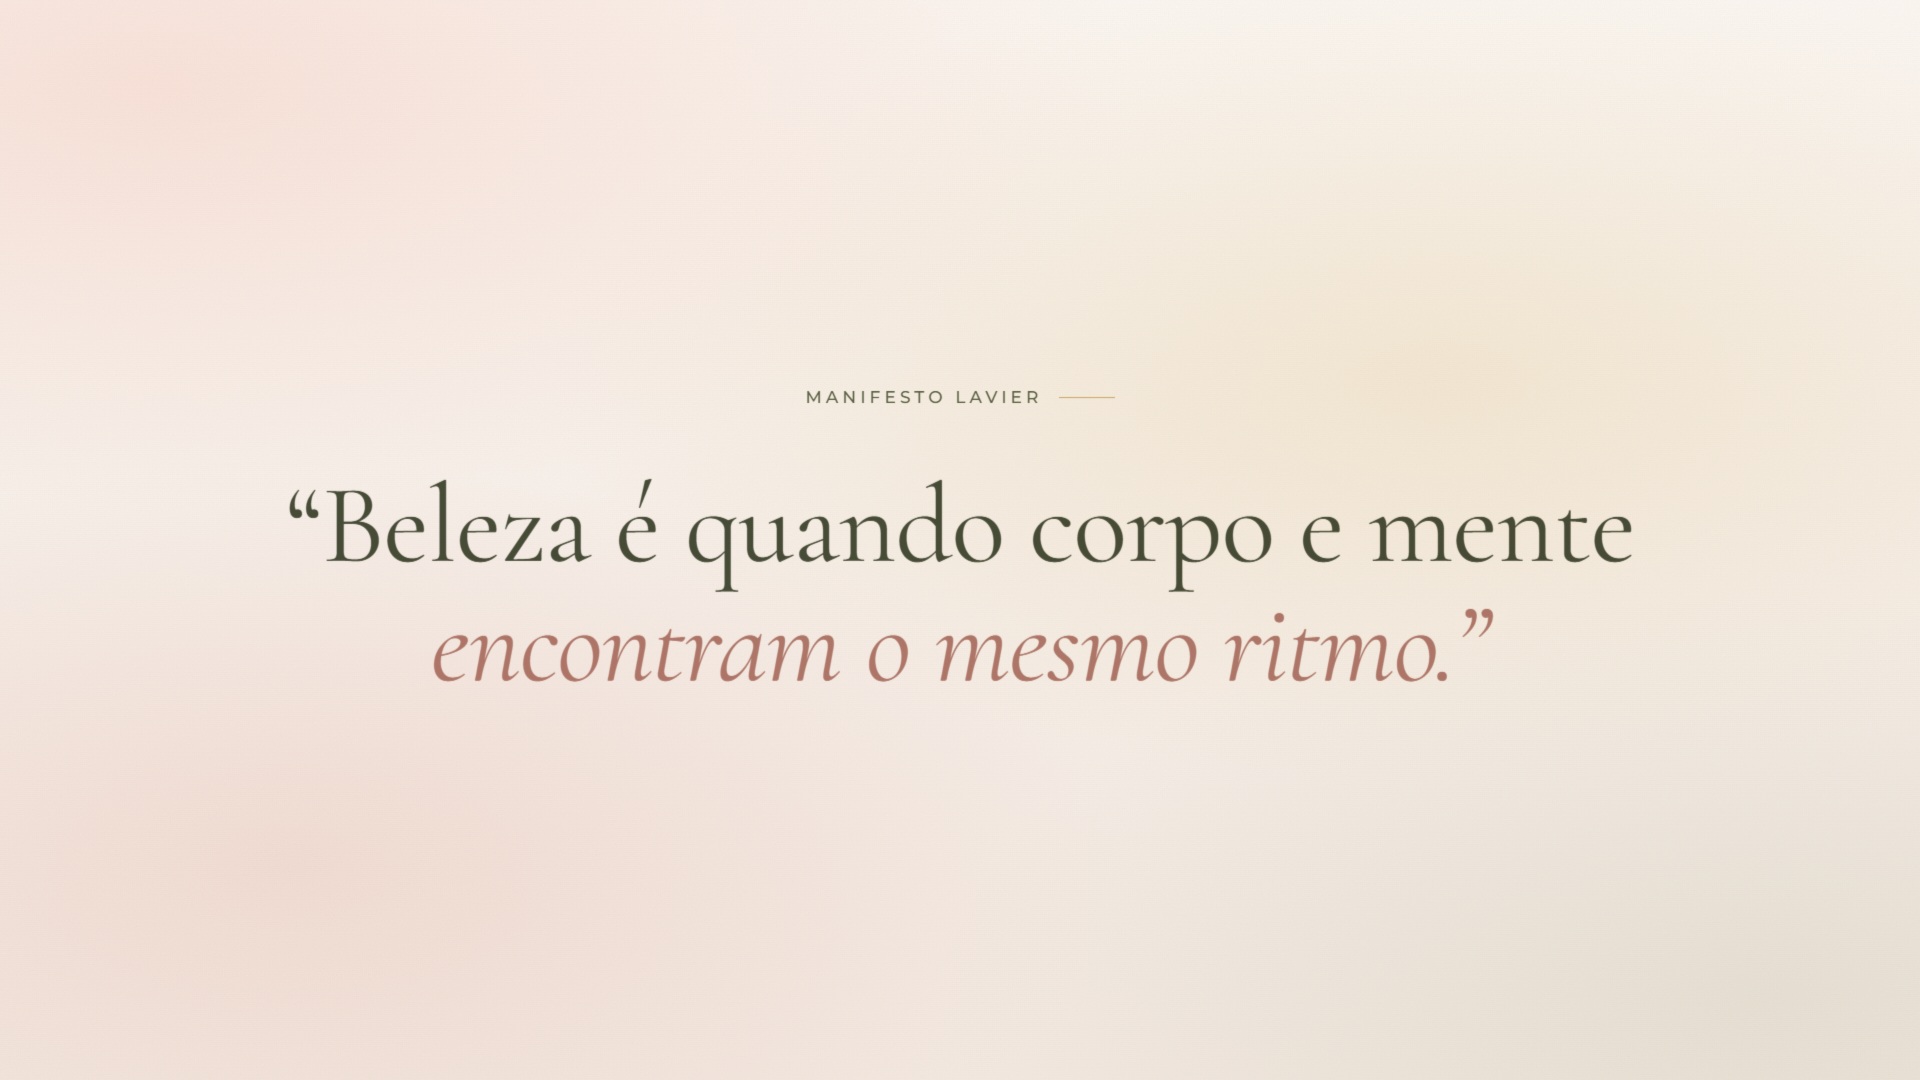 MANIFESTO LAVIER
“Beleza é quando corpo e mente
encontram o mesmo ritmo.”